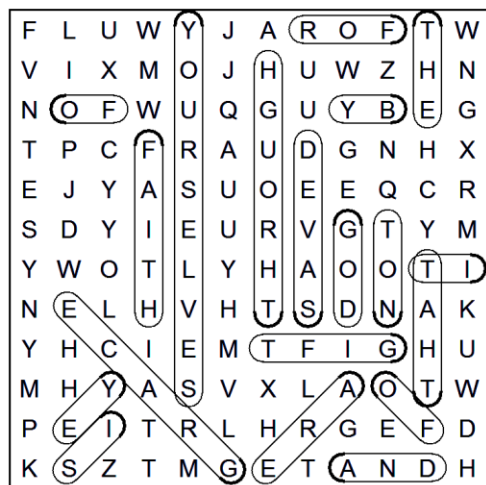 F L U W Y J A R O F T W
V I X M O J H U W Z H N
N O F W U Q G U Y B E G
T P C F R A U D G N H X
E J Y A S U O E E Q C R
S D Y I E U R V G T Y M
Y W O T L Y H A O O T I
N E L H V H T S D N A K
Y H C I E M T F I G H U
M H Y A S V X L A O T W
P E I T R L H R G E F D
K S Z T M G E T A N D H